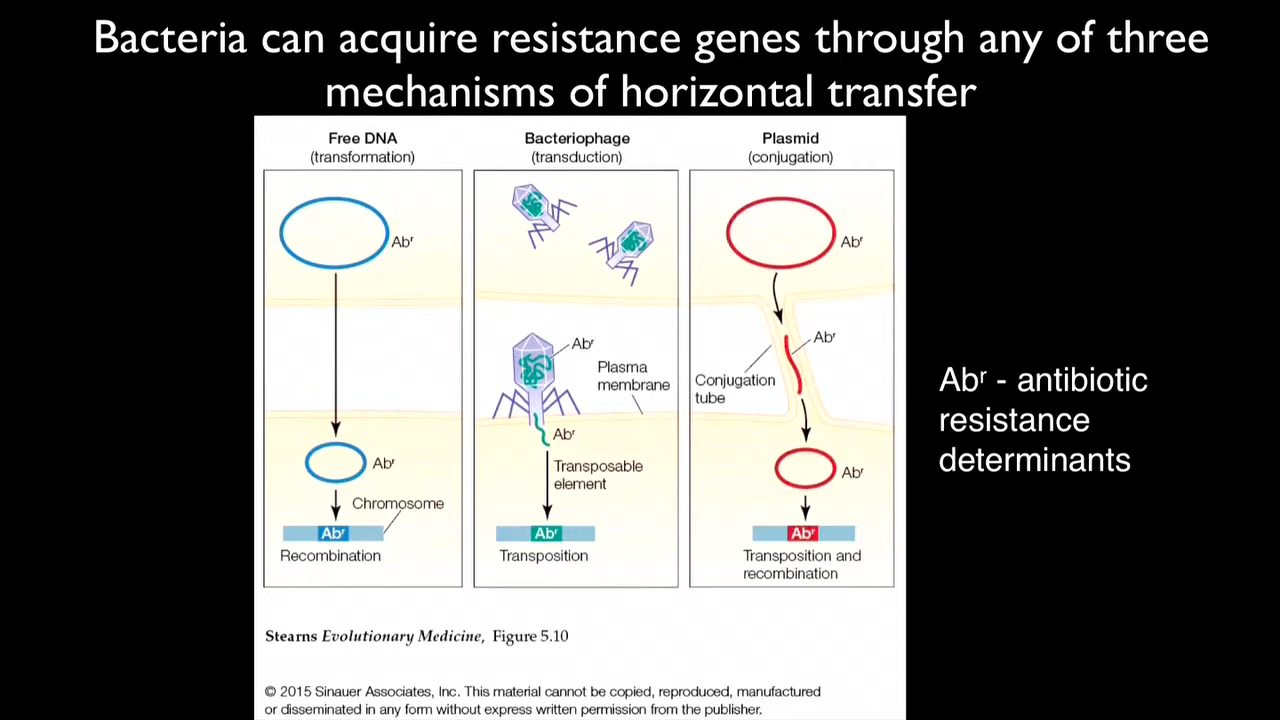 Bacteria can acquire resistance genes through any of three
mechanisms of horizontal transfer
Free DNA
(transformation)
Abʳ
Abʳ
Chromosome
Abʳ
Recombination
Bacteriophage
(transduction)
Abʳ
Plasma
membrane
Abʳ
Transposable
element
Abʳ
Transposition
Plasmid
(conjugation)
Abʳ
Abʳ
Conjugation
tube
Abʳ
Abʳ
Transposition and
recombination
Abʳ - antibiotic
resistance
determinants
Stearns Evolutionary Medicine, Figure 5.10
© 2015 Sinauer Associates, Inc. This material cannot be copied, reproduced, manufactured
or disseminated in any form without express written permission from the publisher.